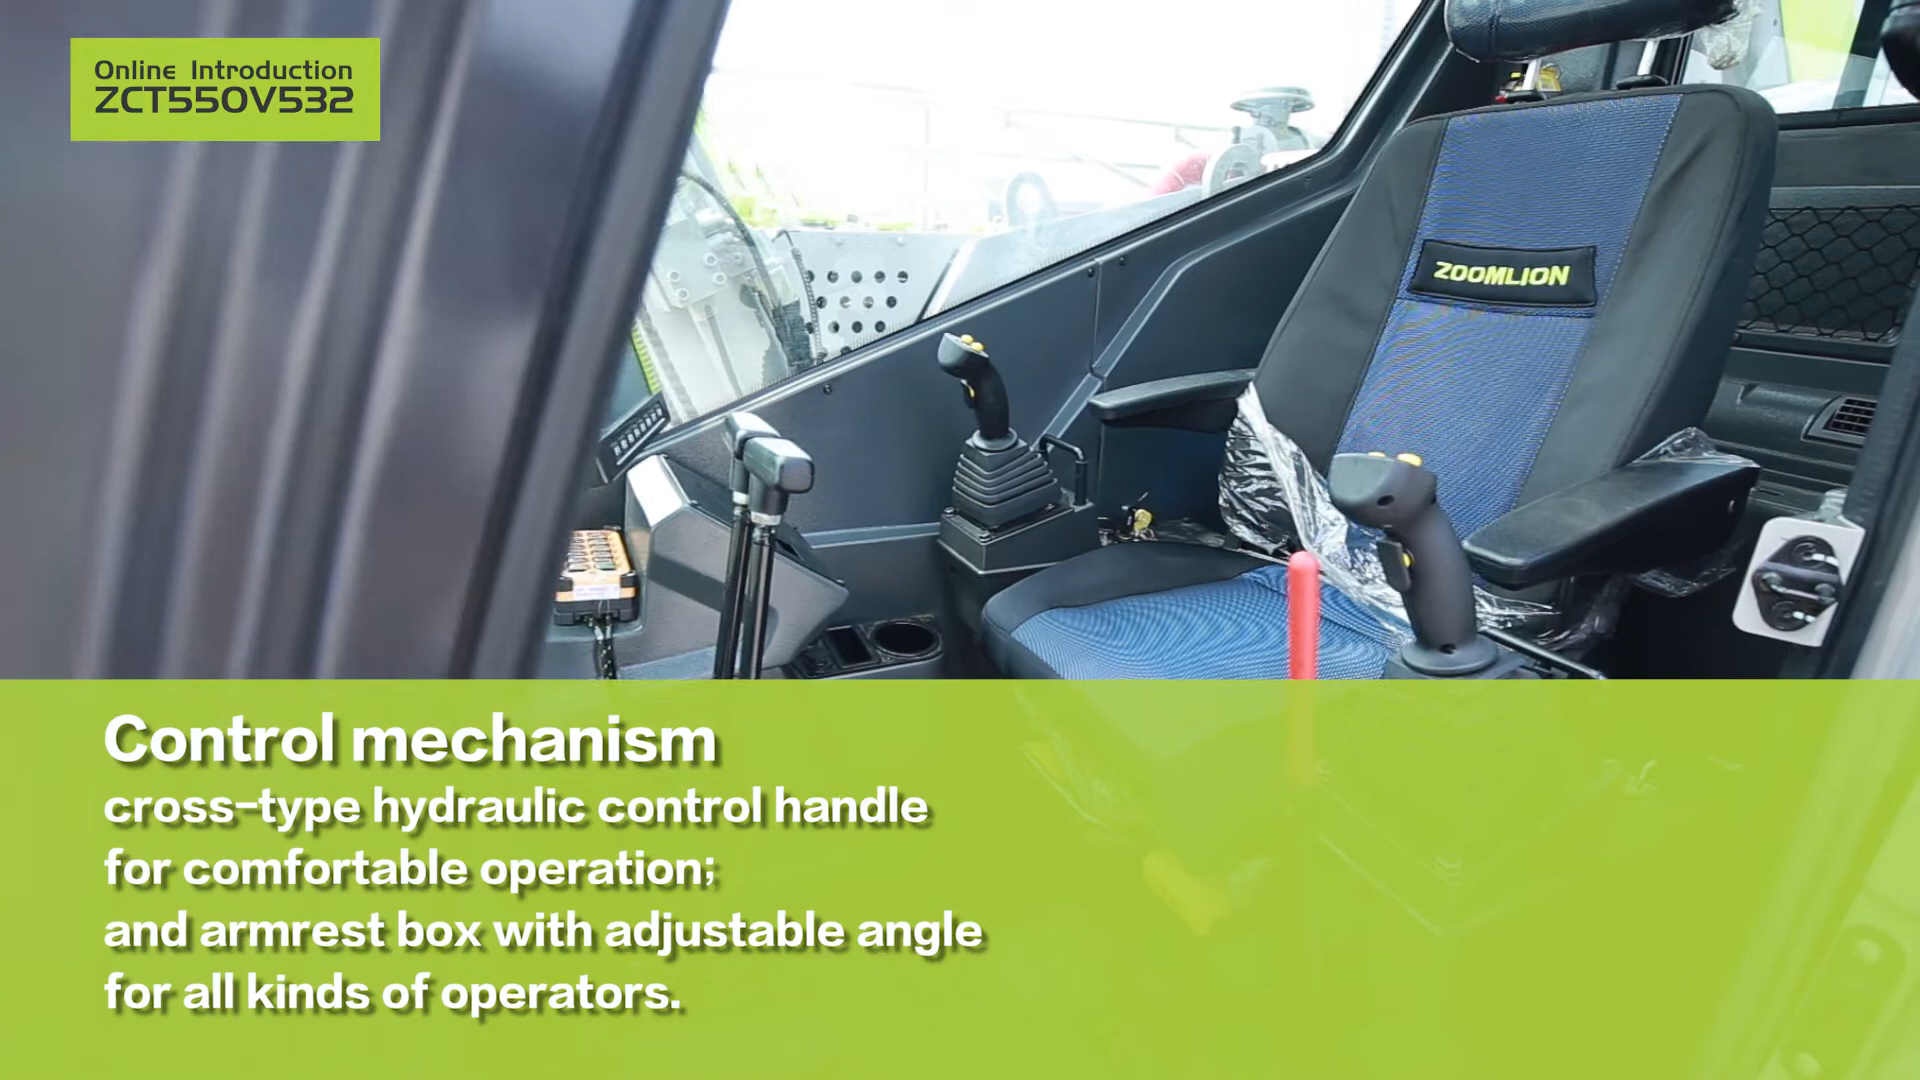 Online Introduction
ZCT550V532
ZOOMLION
Control mechanism
cross-type hydraulic control handle
for comfortable operation;
and armrest box with adjustable angle
for all kinds of operators.